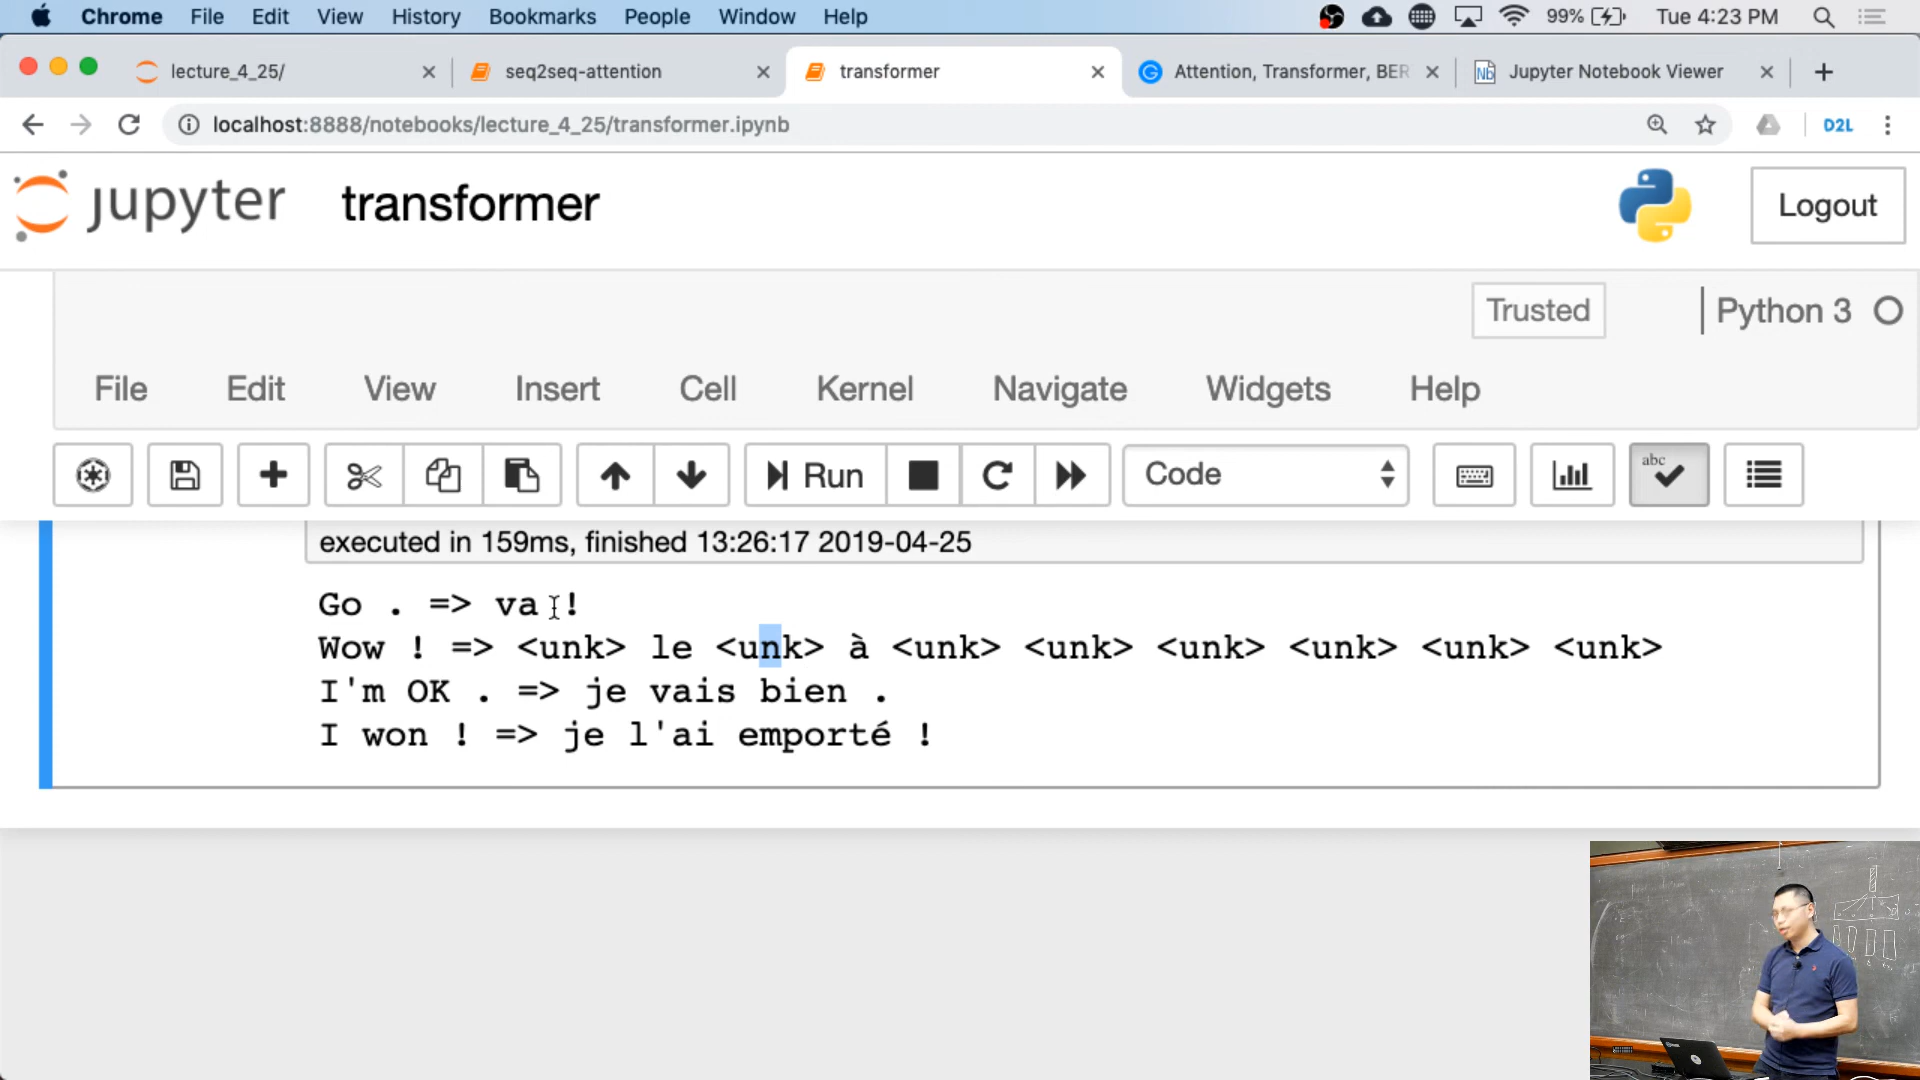 Chrome File Edit View History Bookmarks People Window Help 99% Tue 4:23 PM
lecture_4_25/ seq2seq-attention transformer Attention, Transformer, BER Jupyter Notebook Viewer
localhost:8888/notebooks/lecture_4_25/transformer.ipynb D2L
jupyter transformer Logout
Trusted Python 3
File Edit View Insert Cell Kernel Navigate Widgets Help
Run Code abc
executed in 159ms, finished 13:26:17 2019-04-25
Go . => va !
Wow ! => <unk> le <unk> à <unk> <unk> <unk> <unk> <unk> <unk>
I'm OK . => je vais bien .
I won ! => je l'ai emporté !